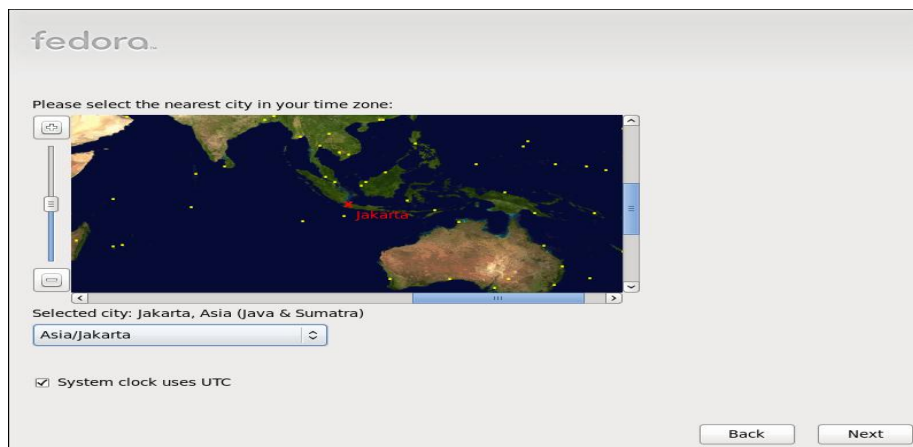 fedora™
Please select the nearest city in your time zone:
Jakarta
Selected city: Jakarta, Asia (Java & Sumatra)
Asia/Jakarta
System clock uses UTC
Back Next